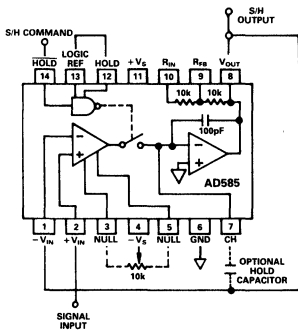 S/H
OUTPUT
S/H COMMAND
HOLD
LOGIC
REF
HOLD
+VS
RIN
RFB
VOUT
14
13
12
11
10
9
8
10k
10k
100pF
AD585
1
2
3
4
5
6
7
-VIN
+VIN
NULL
-VS
NULL
GND
CH
10k
OPTIONAL
HOLD
CAPACITOR
SIGNAL
INPUT